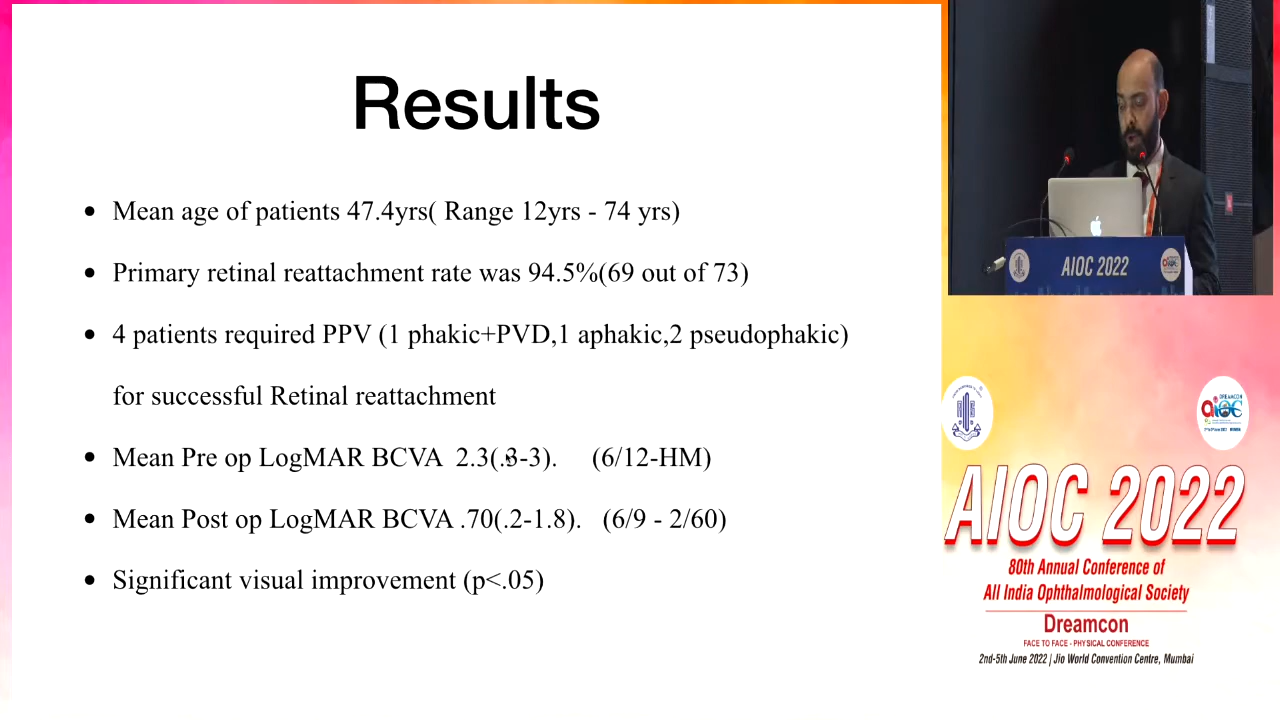 Results
Mean age of patients 47.4yrs( Range 12yrs - 74 yrs)
Primary retinal reattachment rate was 94.5%(69 out of 73)
4 patients required PPV (1 phakic+PVD,1 aphakic,2 pseudophakic)
for successful Retinal reattachment
Mean Pre op LogMAR BCVA 2.3(.3-3). (6/12-HM)
Mean Post op LogMAR BCVA .70(.2-1.8). (6/9 - 2/60)
Significant visual improvement (p<.05)
AIOC 2022
AIOC 2022
80th Annual Conference of
All India Ophthalmological Society
Dreamcon
FACE TO FACE - PHYSICAL CONFERENCE
2nd-5th June 2022 | Jio World Convention Centre, Mumbai